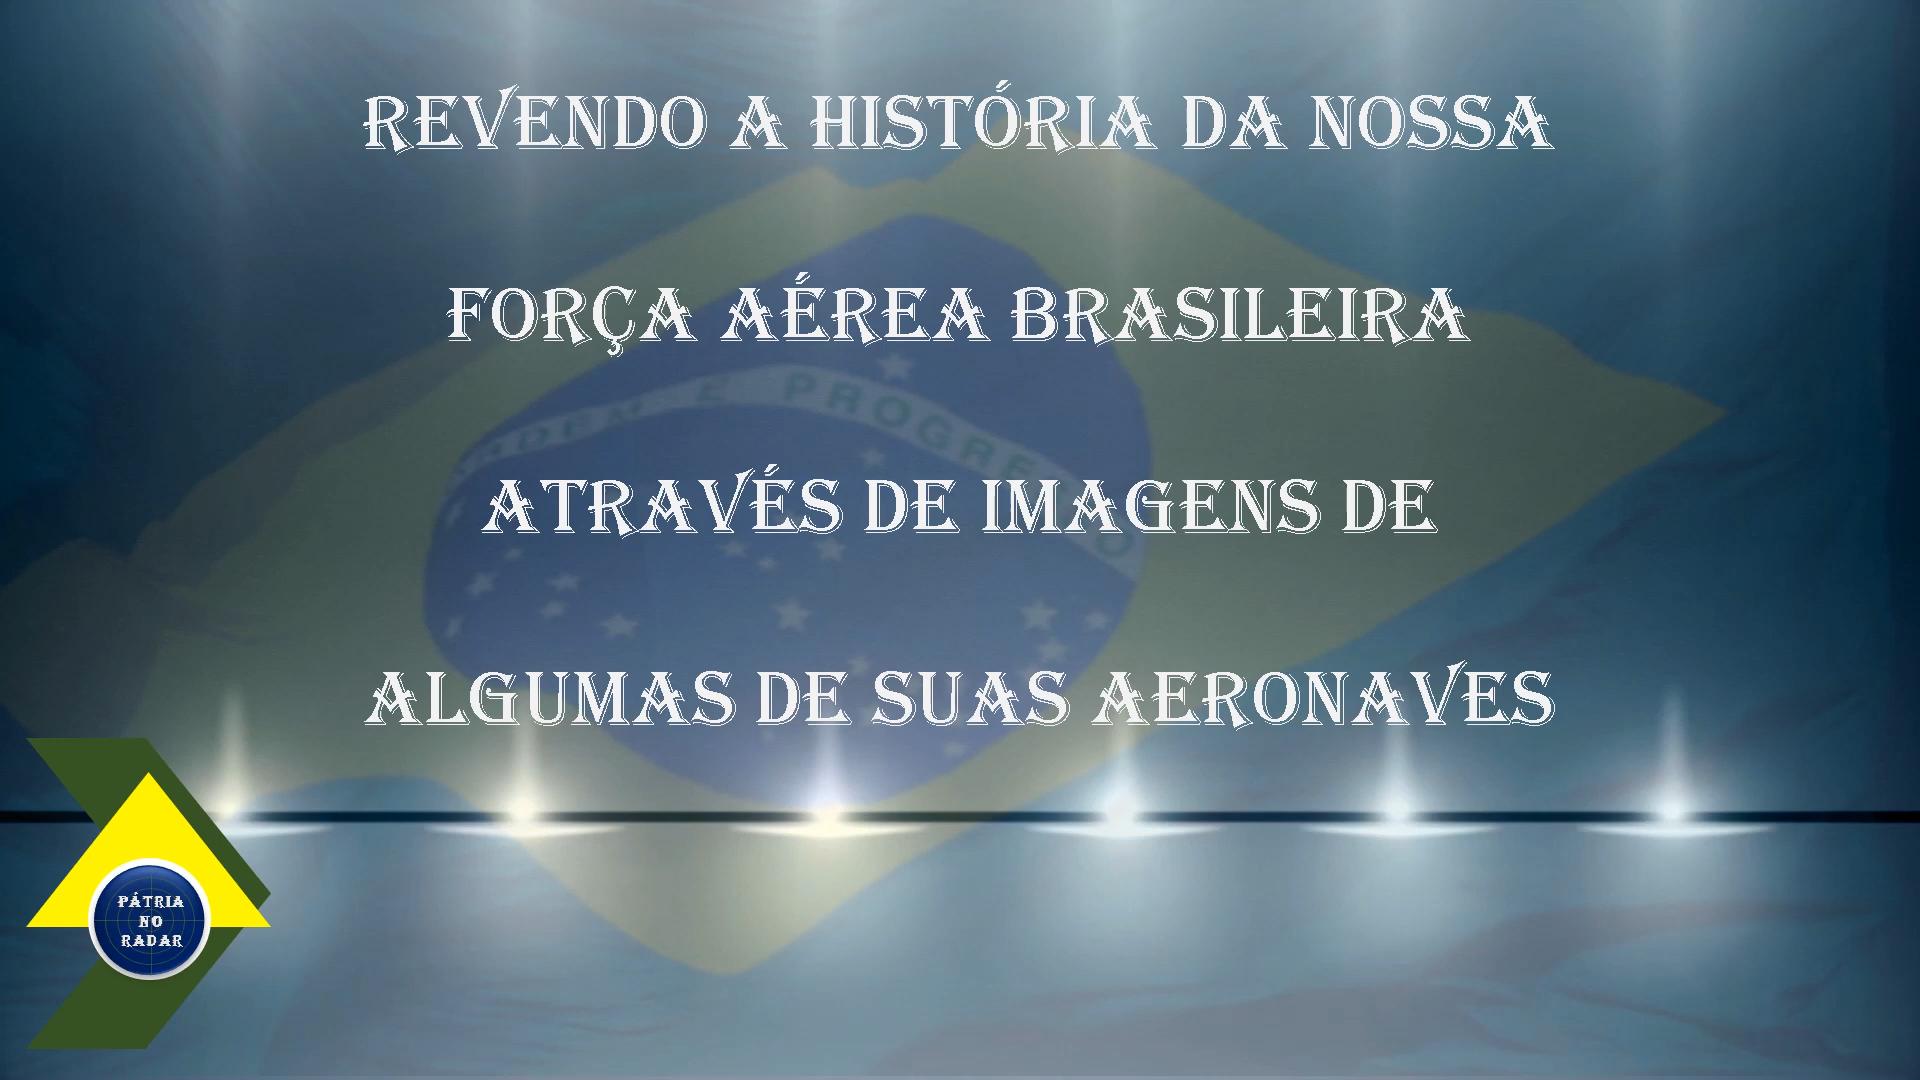 REVENDO A HISTÓRIA DA NOSSA
FORÇA AÉREA BRASILEIRA
ATRAVÉS DE IMAGENS DE
ALGUMAS DE SUAS AERONAVES
PÁTRIA
NO
RADAR